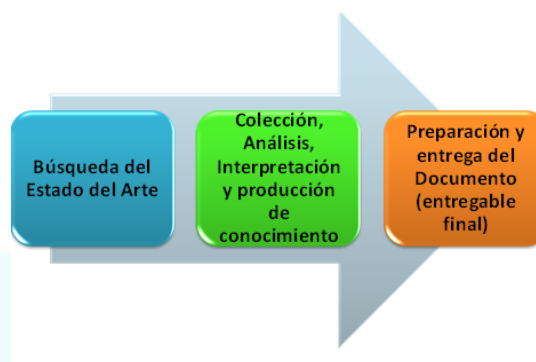 Búsqueda del
Estado del Arte
Colección,
Análisis,
Interpretación
y producción
de
conocimiento
Preparación y
entrega del
Documento
(entregable
final)